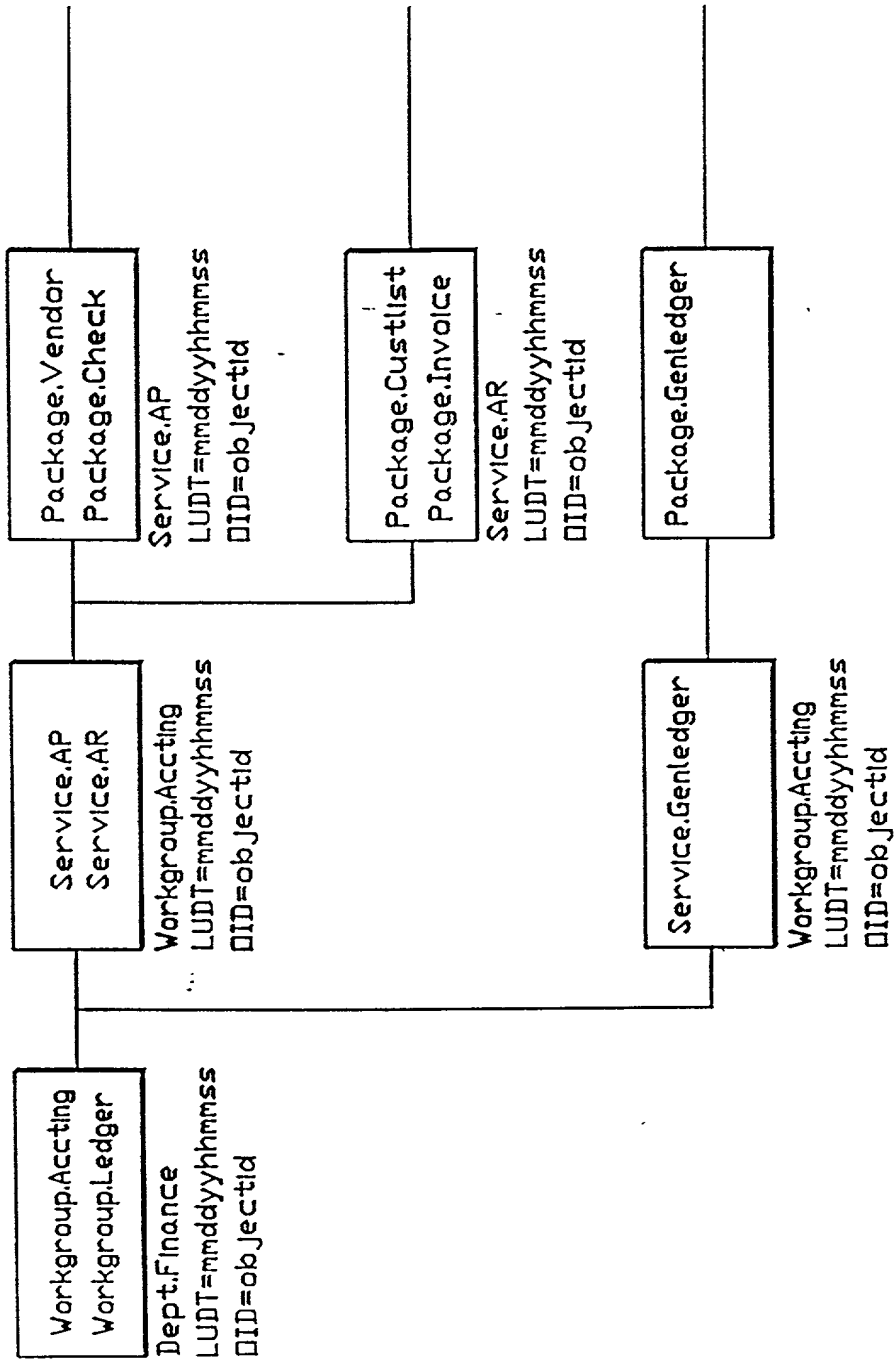 Workgroup.Accting
Workgroup.Ledger
Dept.Finance
LUDT=mmddyyhhmmss
OID=objectid
Service.AP
Service.AR
Workgroup.Accting
LUDT=mmddyyhhmmss
OID=objectid
Package.Vendor
Package.Check
Service.AP
LUDT=mmddyyhhmmss
OID=objectid
Package.Custlist
Package.Invoice
Service.AR
LUDT=mmddyyhhmmss
OID=objectid
Service.Genledger
Workgroup.Accting
LUDT=mmddyyhhmmss
OID=objectid
Package.Genledger